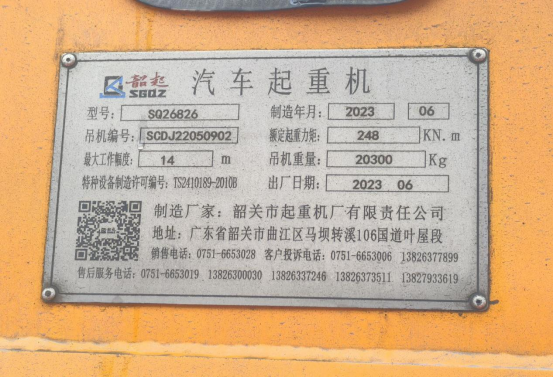 韶起 SGQZ 汽车起重机
型号: SQ26826 制造年月: 2023 06
吊机编号: SCDJ22050902 额定起重力矩: 248 KN.m
最大工作幅度: 14 m 吊机重量: 20300 Kg
特种设备制造许可编号: TS2410189-2010B 出厂日期: 2023 06
制造厂家: 韶关市起重机厂有限责任公司
地址: 广东省韶关市曲江区马坝转溪106国道叶屋段
销售电话: 0751-6653028 客户投诉电话: 0751-6653006 13826377899
售后服务电话: 0751-6653019 13826300030 13826337246 13826373511 13827933619